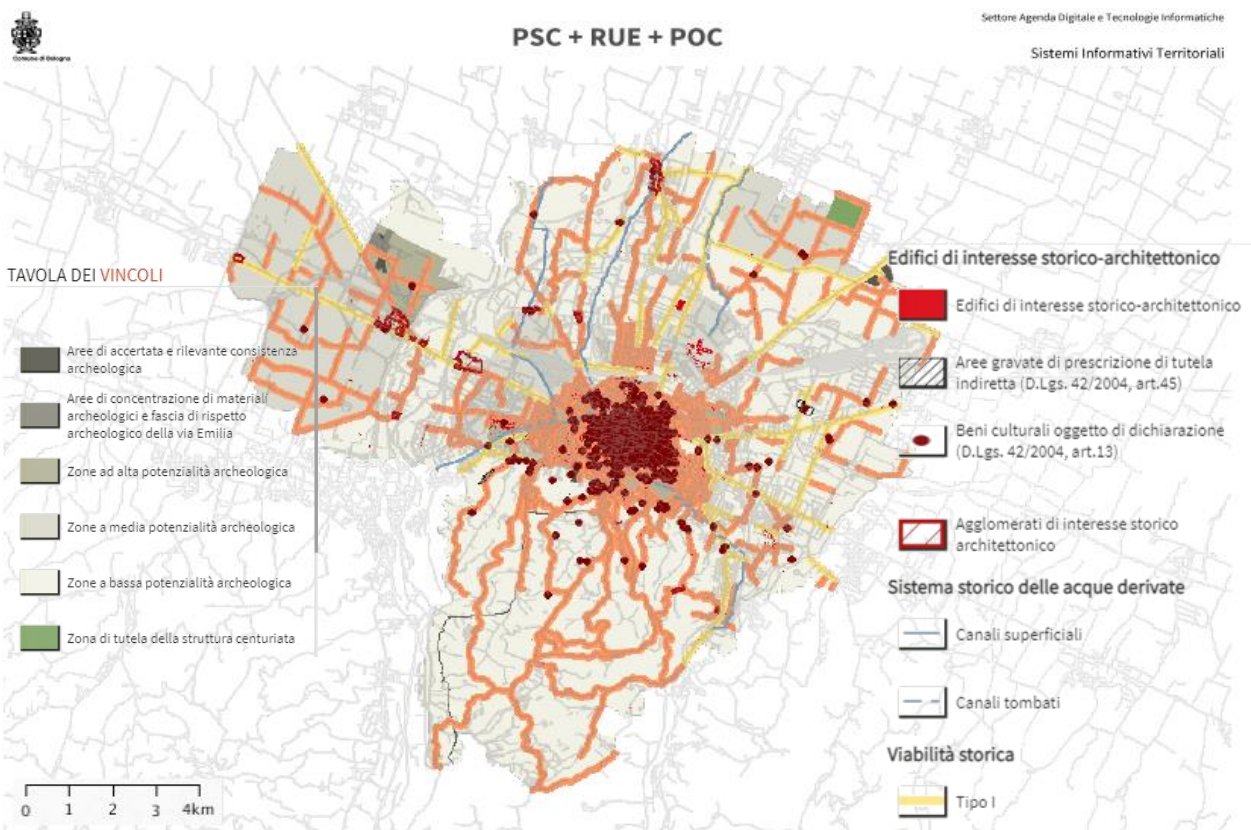 Comune di Bologna
PSC + RUE + POC
Settore Agenda Digitale e Tecnologie Informatiche
Sistemi Informativi Territoriali
TAVOLA DEI VINCOLI
Aree di accertata e rilevante consistenza
archeologica
Aree di concentrazione di materiali
archeologici e fascia di rispetto
archeologico della via Emilia
Zone ad alta potenzialità archeologica
Zone a media potenzialità archeologica
Zone a bassa potenzialità archeologica
Zona di tutela della struttura centuriata
0 1 2 3 4km
Edifici di interesse storico-architettonico
Edifici di interesse storico-architettonico
Aree gravate di prescrizione di tutela
indiretta (D.Lgs. 42/2004, art.45)
Beni culturali oggetto di dichiarazione
(D.Lgs. 42/2004, art.13)
Agglomerati di interesse storico
architettonico
Sistema storico delle acque derivate
Canali superficiali
Canali tombati
Viabilità storica
Tipo I